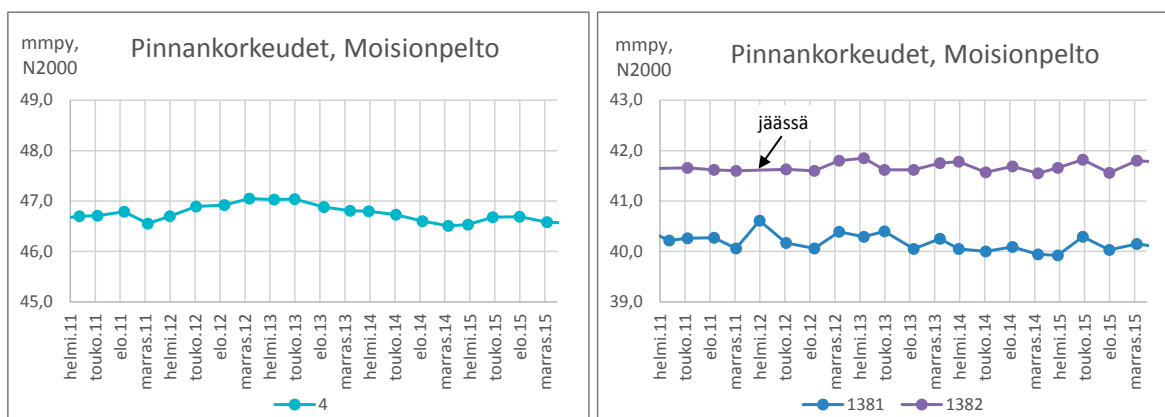 mmpy,
N2000
Pinnankorkeudet, Moisionpelto
49,0
48,0
47,0
46,0
45,0
helmi.11
touko.11
elo.11
marras.11
helmi.12
touko.12
elo.12
marras.12
helmi.13
touko.13
elo.13
marras.13
helmi.14
touko.14
elo.14
marras.14
helmi.15
touko.15
elo.15
marras.15
4
mmpy,
N2000
Pinnankorkeudet, Moisionpelto
43,0
42,0
41,0
40,0
39,0
jäässä
helmi.11
touko.11
elo.11
marras.11
helmi.12
touko.12
elo.12
marras.12
helmi.13
touko.13
elo.13
marras.13
helmi.14
touko.14
elo.14
marras.14
helmi.15
touko.15
elo.15
marras.15
1381 1382